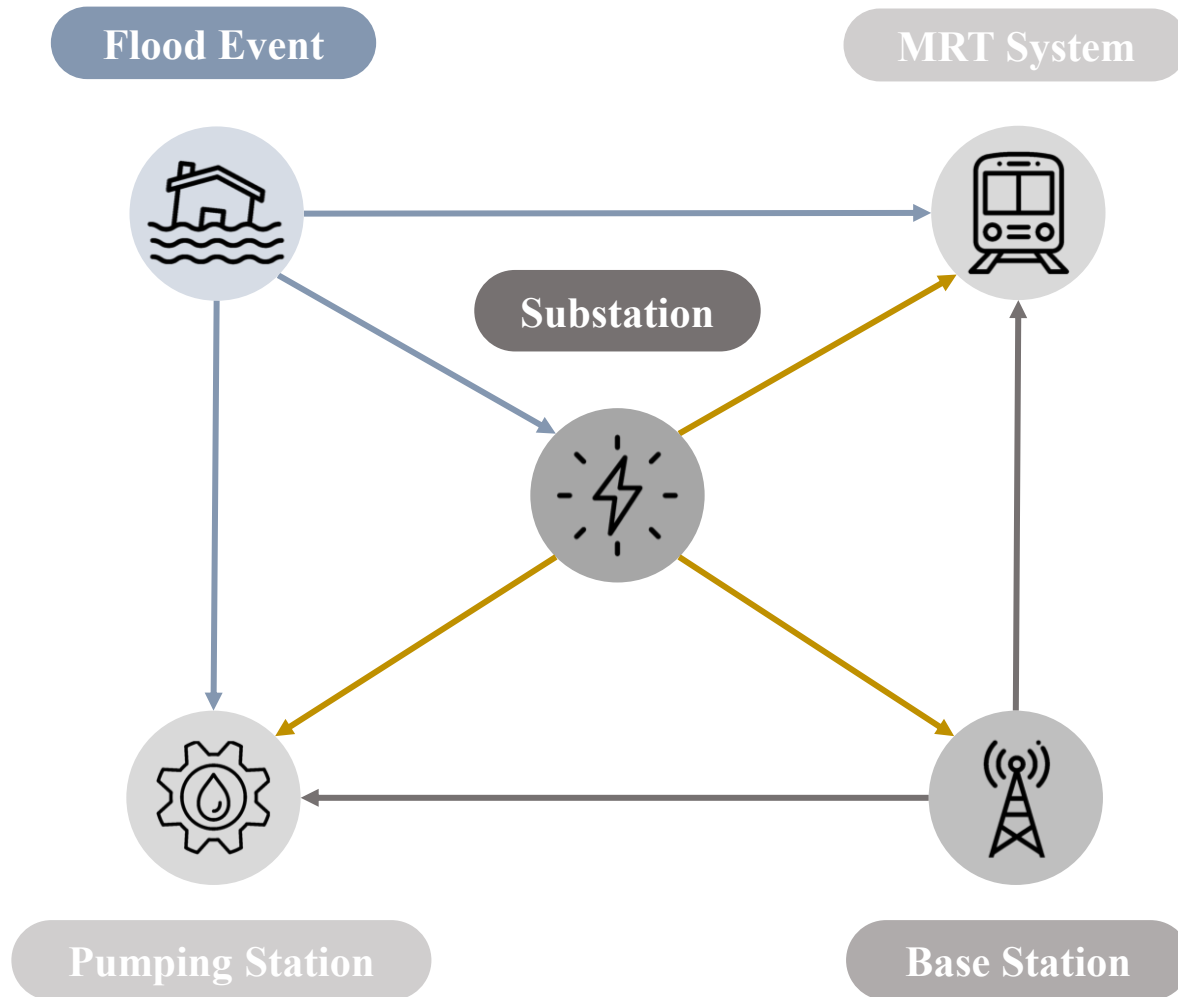 Flood Event
MRT System
Substation
Pumping Station
Base Station